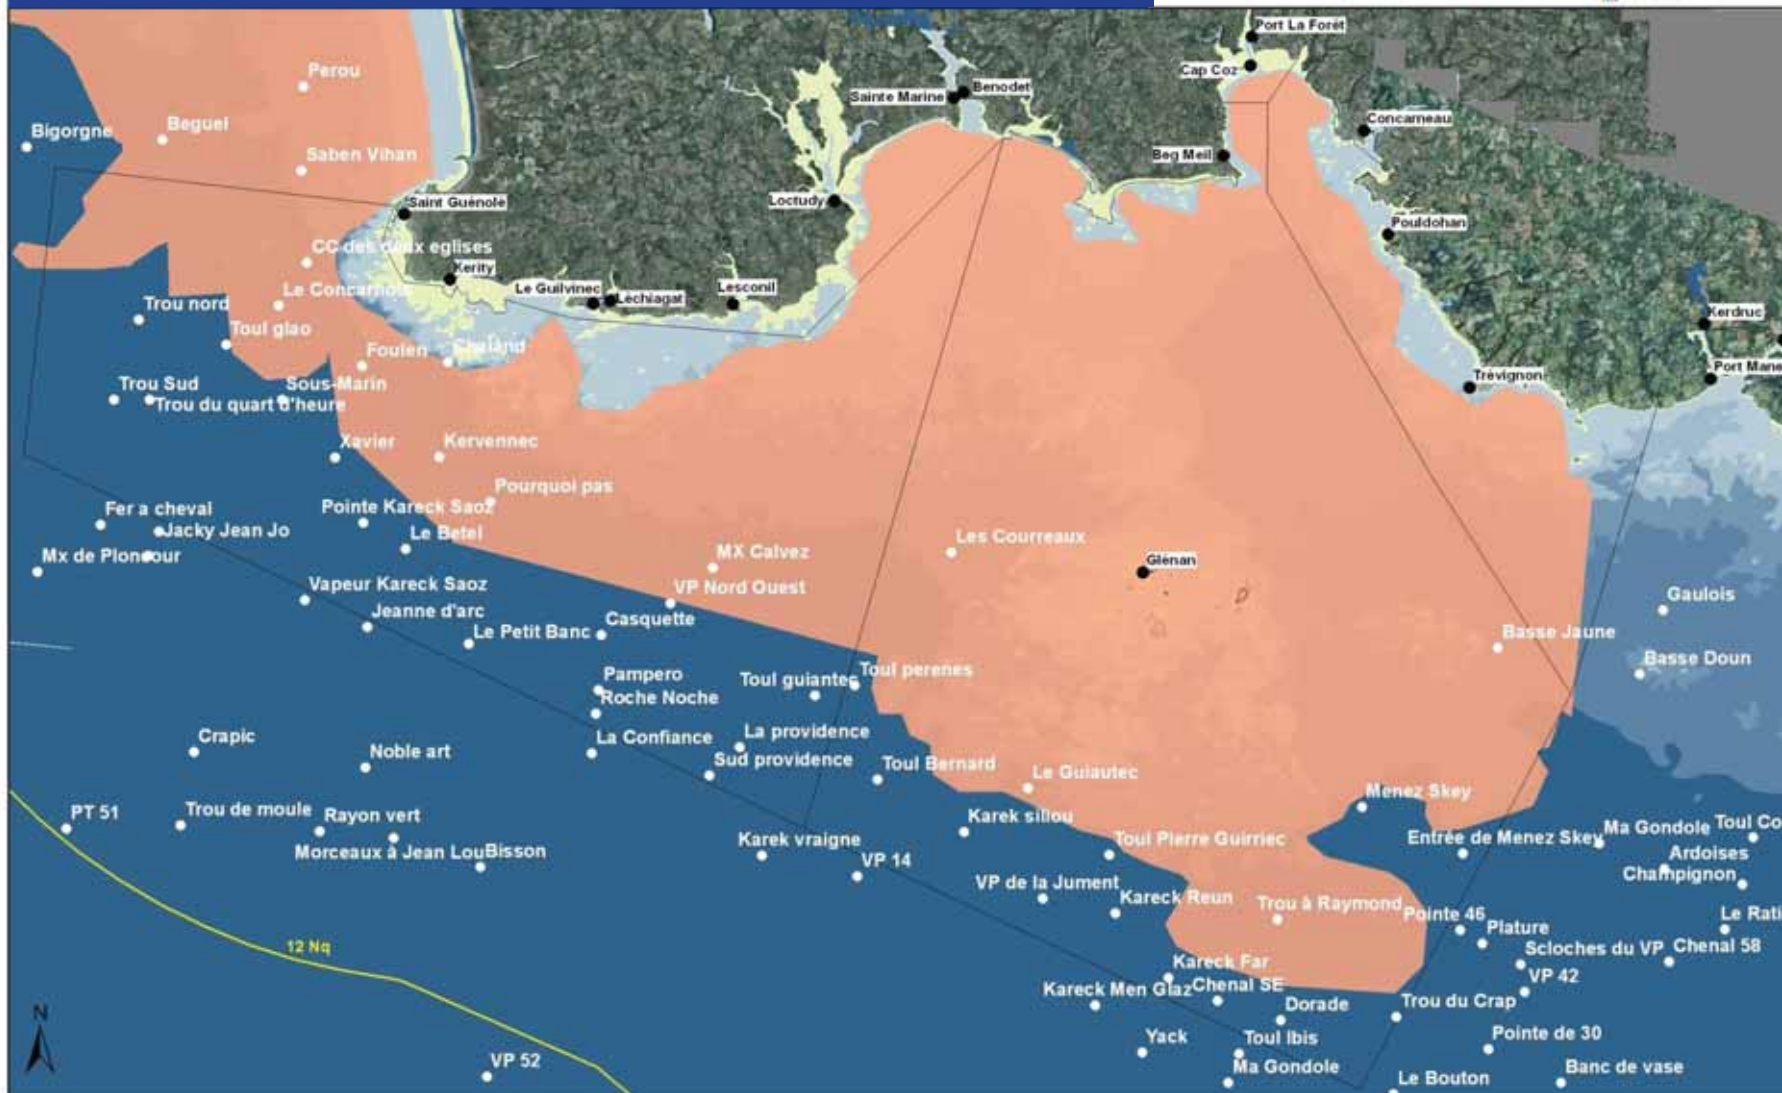 Port La Forêt
Perou
Cap Coz
Sainte Marine
Benodet
Bigorgne
Beguel
Concarneau
Saben Vihan
Beg Meil
Saint Guénolé
Loctudy
Pouldohan
CC des deux eglises
Kerity
Le Guilvinec
Léchiagat
Lesconil
Le Concarnois
Trou nord
Kerdruc
Toul glao
Foulen
Chaland
Port Mane
Trévignon
Trou Sud
Sous-Marin
Trou du quart d'heure
Xavier
Kervennec
Pourquoi pas
Fer a cheval
Pointe Kareck Saoz
Jacky Jean Jo
Le Betel
Les Courreaux
Mx de Plonéour
MX Calvez
Glénan
Vapeur Kareck Saoz
VP Nord Ouest
Gaulois
Jeanne d'arc
Casquette
Le Petit Banc
Basse Jaune
Basse Doun
Pampero
Toul guiantec
Toul perenes
Roche Noche
Crapic
Noble art
La Confiance
La providence
Sud providence
Toul Bernard
Le Guiautec
Menez Skey
PT 51
Trou de moule
Rayon vert
Karek sillou
Ma Gondole
Toul Co
Karek vraigne
Toul Pierre Guirriec
Entrée de Menez Skey
Morceaux à Jean Lou
Bisson
VP 14
Ardoises
Champignon
VP de la Jument
Kareck Reun
Trou à Raymond
Pointe 46
Le Rati
Plature
12 Nq
Scloches du VP
Chenal 58
Kareck Far
VP 42
Kareck Men Glaz
Chenal SE
Dorade
Trou du Crap
N
Yack
Toul Ibis
Pointe de 30
VP 52
Ma Gondole
Le Bouton
Banc de vase